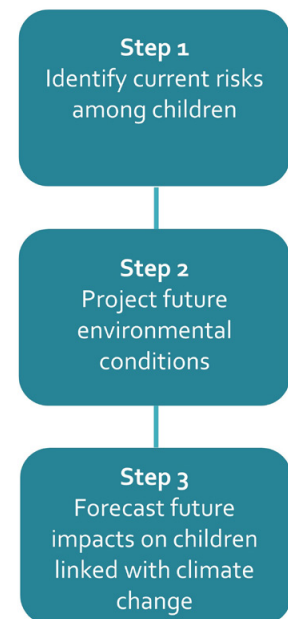 Step 1
Identify current risks
among children
Step 2
Project future
environmental
conditions
Step 3
Forecast future
impacts on children
linked with climate
change